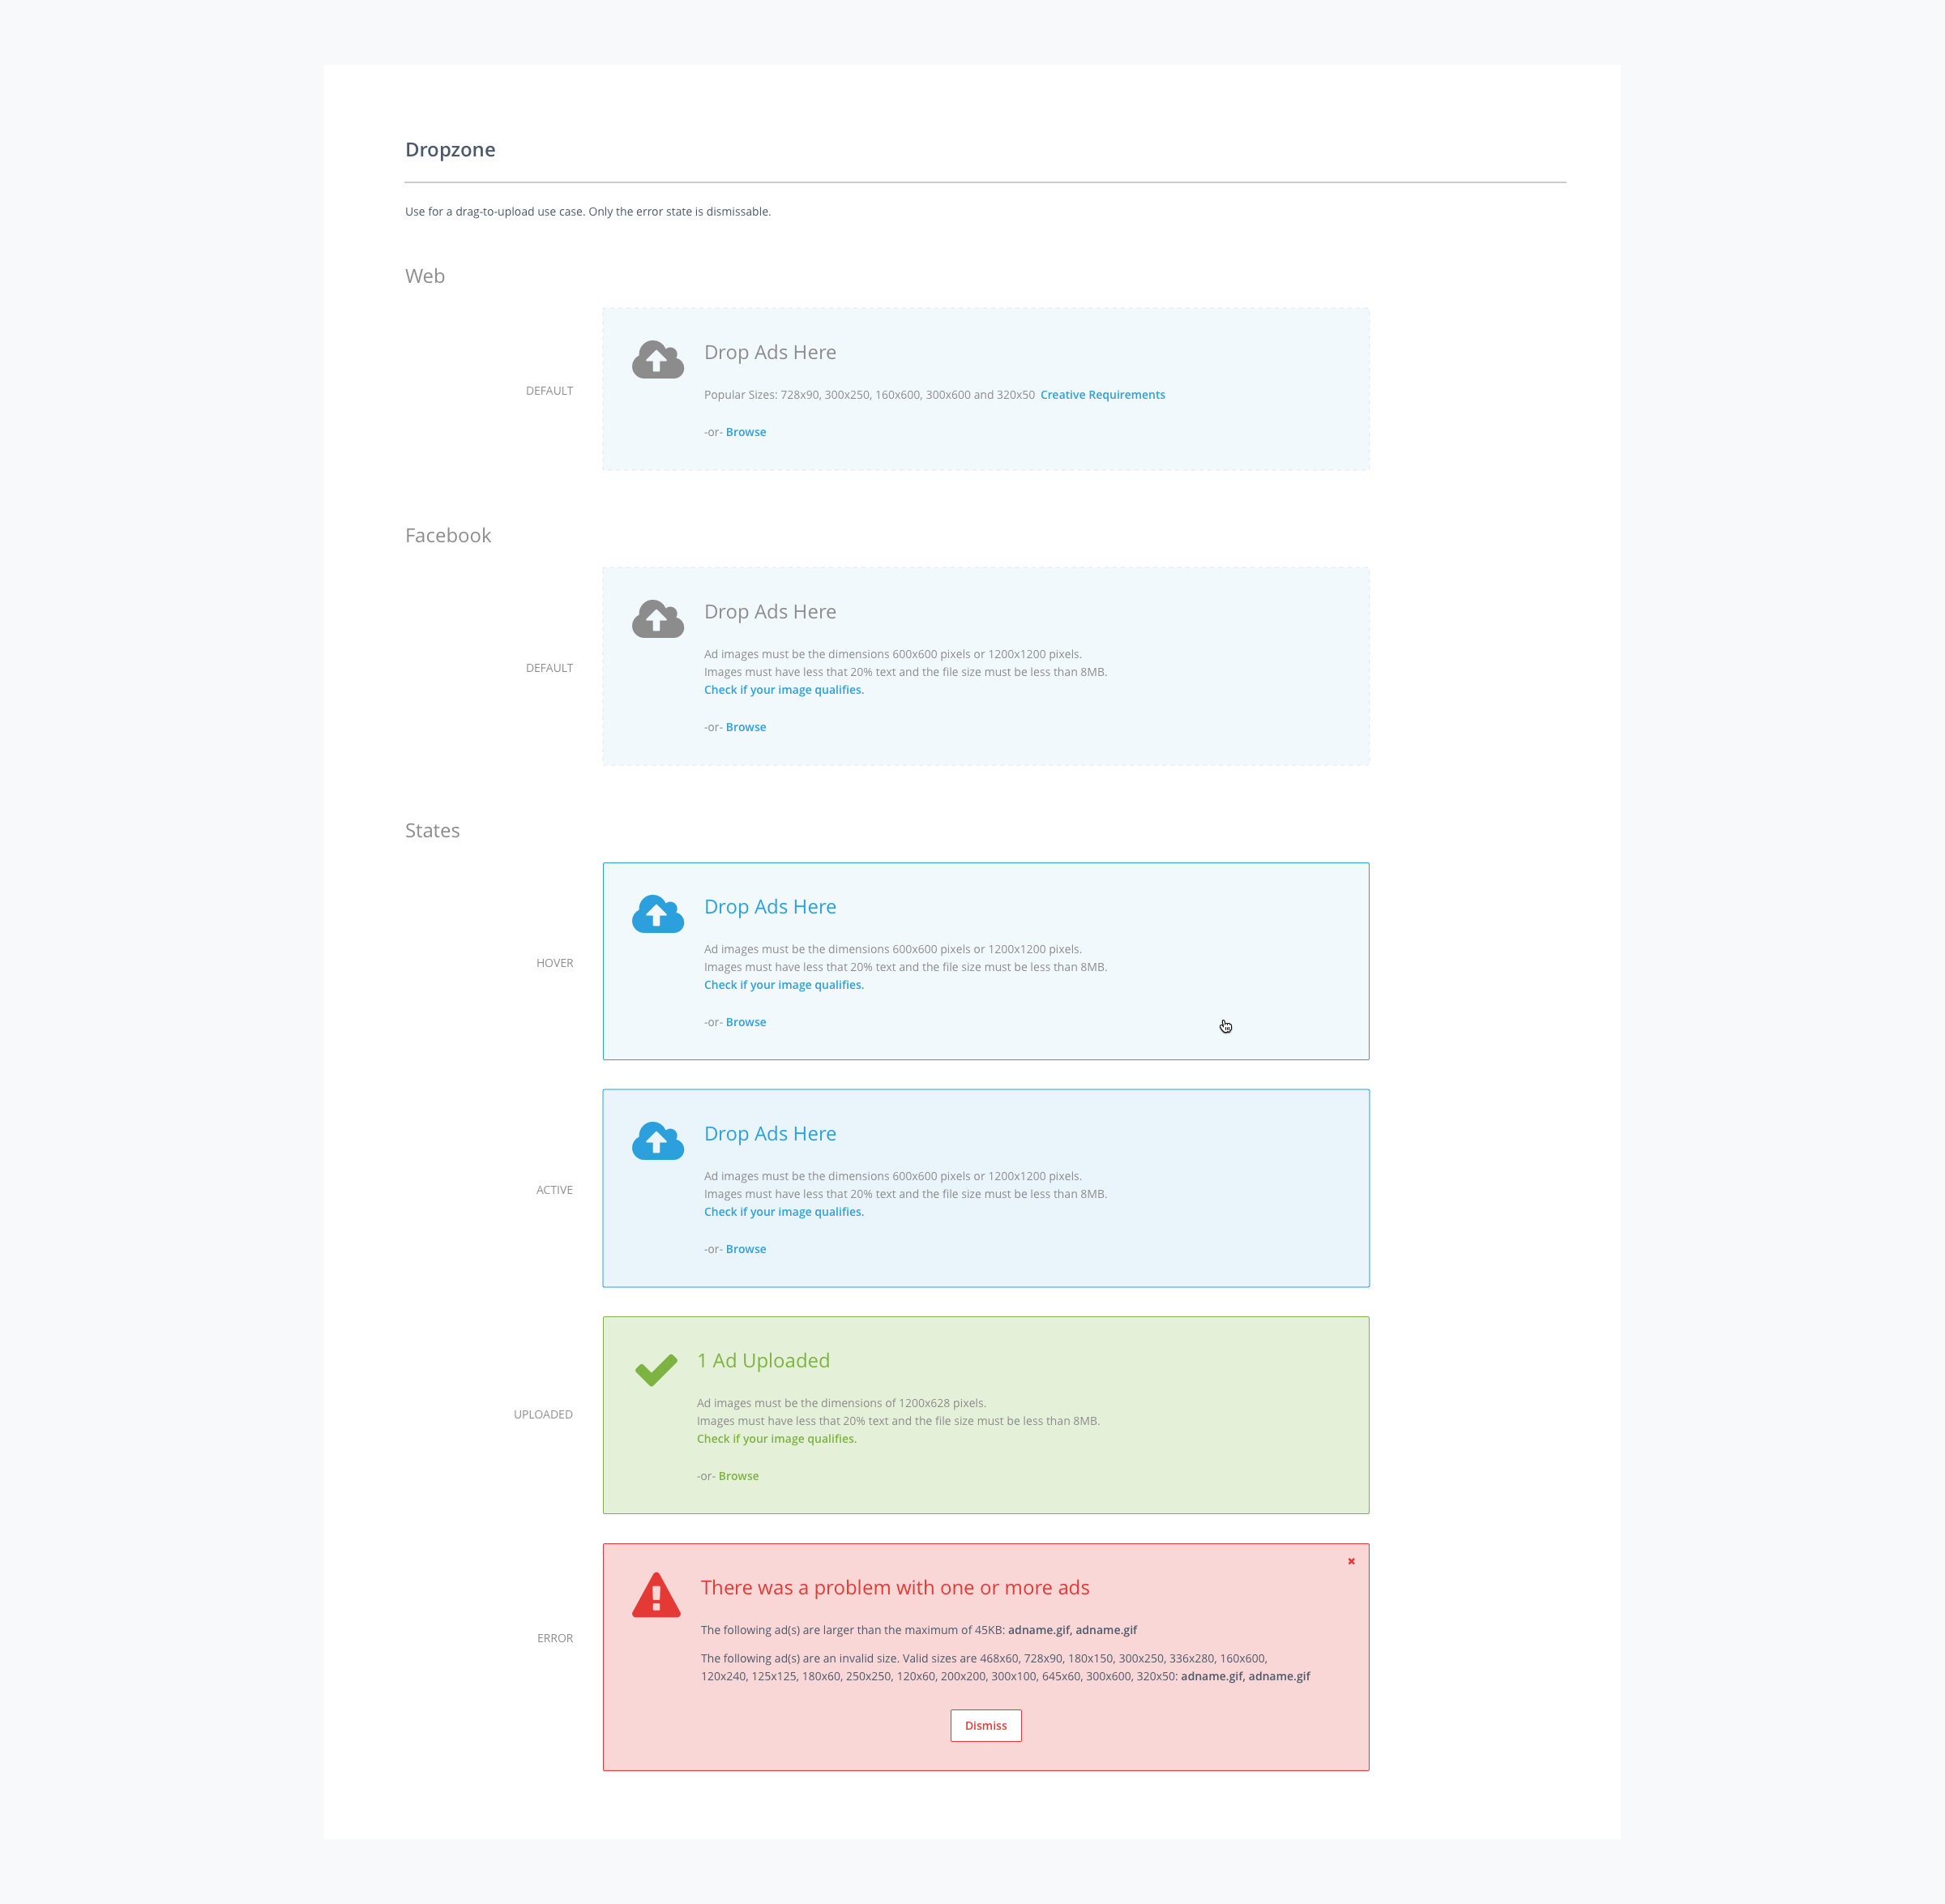 Dropzone
Use for a drag-to-upload use case. Only the error state is dismissable.
Web
DEFAULT
Drop Ads Here
Popular Sizes: 728x90, 300x250, 160x600, 300x600 and 320x50 Creative Requirements
-or- Browse
Facebook
DEFAULT
Drop Ads Here
Ad images must be the dimensions 600x600 pixels or 1200x1200 pixels.
Images must have less that 20% text and the file size must be less than 8MB.
Check if your image qualifies.
-or- Browse
States
HOVER
Drop Ads Here
Ad images must be the dimensions 600x600 pixels or 1200x1200 pixels.
Images must have less that 20% text and the file size must be less than 8MB.
Check if your image qualifies.
-or- Browse
ACTIVE
Drop Ads Here
Ad images must be the dimensions 600x600 pixels or 1200x1200 pixels.
Images must have less that 20% text and the file size must be less than 8MB.
Check if your image qualifies.
-or- Browse
UPLOADED
1 Ad Uploaded
Ad images must be the dimensions of 1200x628 pixels.
Images must have less that 20% text and the file size must be less than 8MB.
Check if your image qualifies.
-or- Browse
ERROR
There was a problem with one or more ads
The following ad(s) are larger than the maximum of 45KB: adname.gif, adname.gif
The following ad(s) are an invalid size. Valid sizes are 468x60, 728x90, 180x150, 300x250, 336x280, 160x600,
120x240, 125x125, 180x60, 250x250, 120x60, 200x200, 300x100, 645x60, 300x600, 320x50: adname.gif, adname.gif
Dismiss